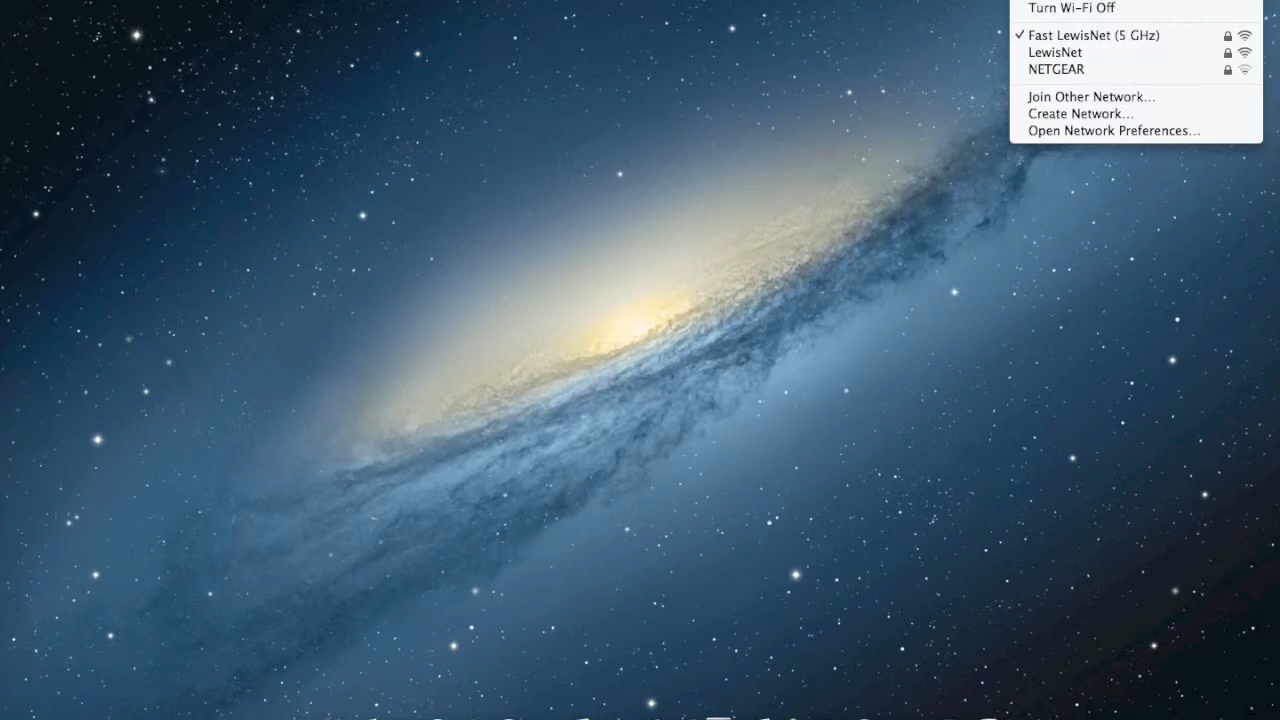 Turn Wi-Fi Off
Fast LewisNet (5 GHz)
LewisNet
NETGEAR
Join Other Network...
Create Network...
Open Network Preferences...